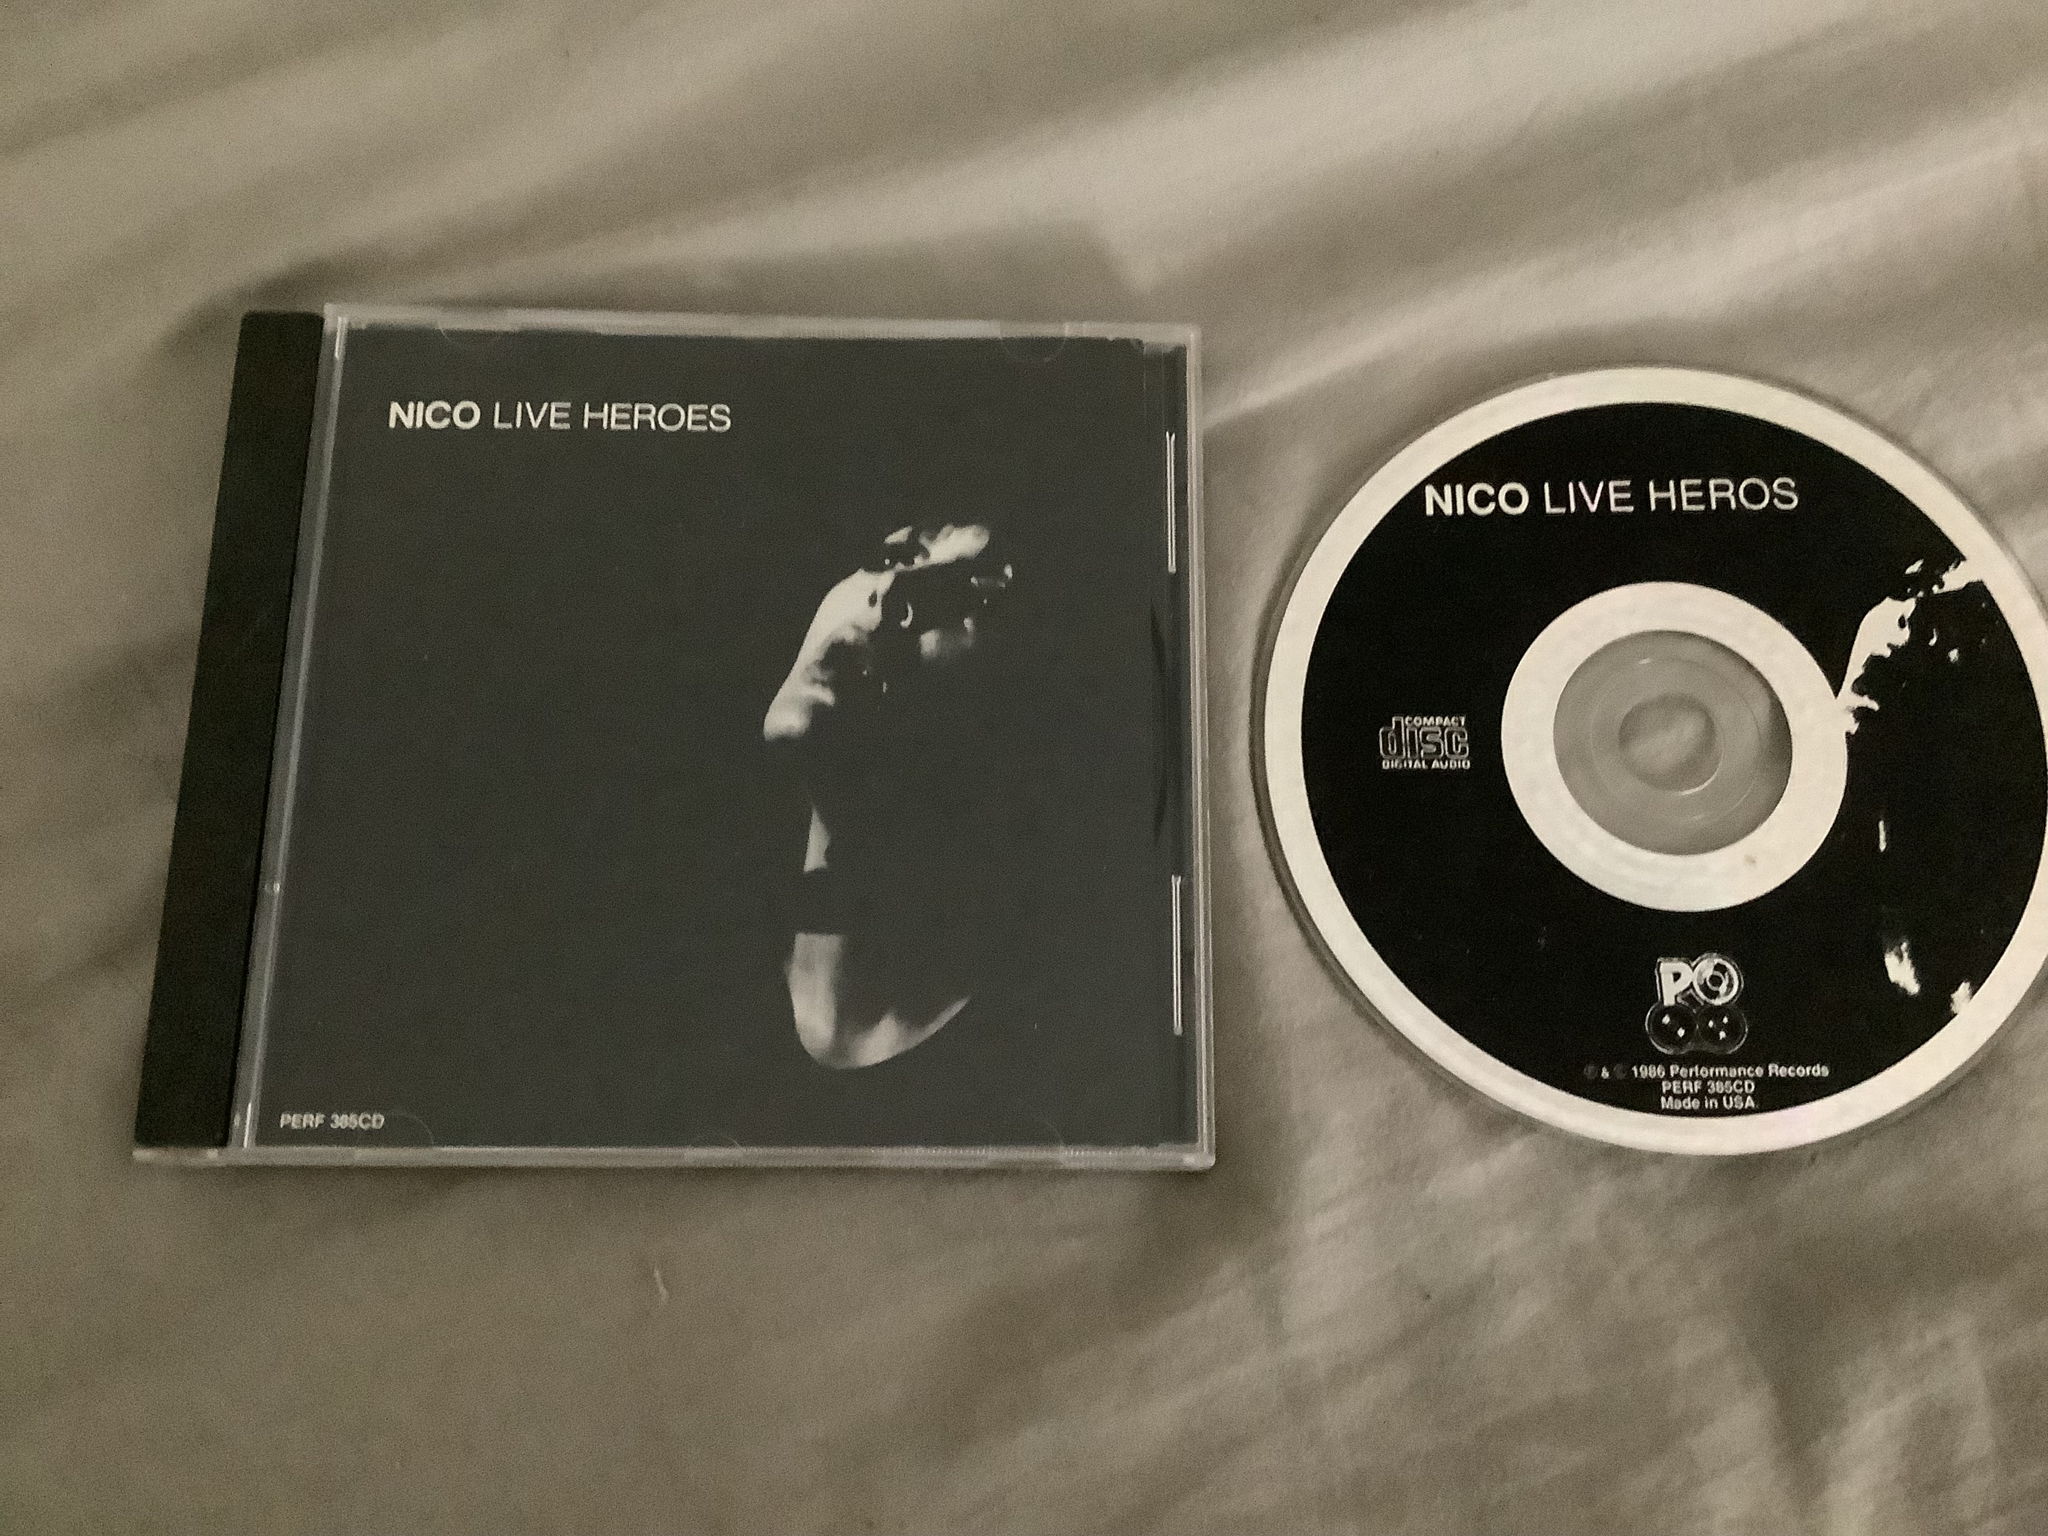 NICO LIVE HEROES
PERF 385CD
NICO LIVE HEROS
COMPACT
disc
DIGITAL AUDIO
℗ & © 1986 Performance Records
PERF 385CD
Made in USA.